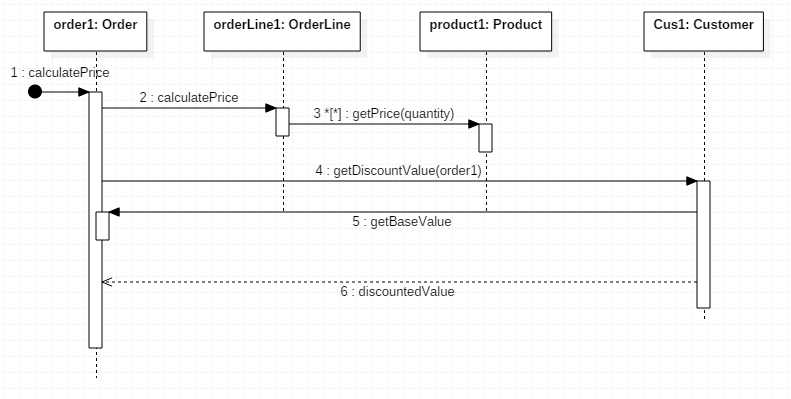 order1: Order
orderLine1: OrderLine
product1: Product
Cus1: Customer
1 : calculatePrice
2 : calculatePrice
3 *[*] : getPrice(quantity)
4 : getDiscountValue(order1)
5 : getBaseValue
6 : discountedValue